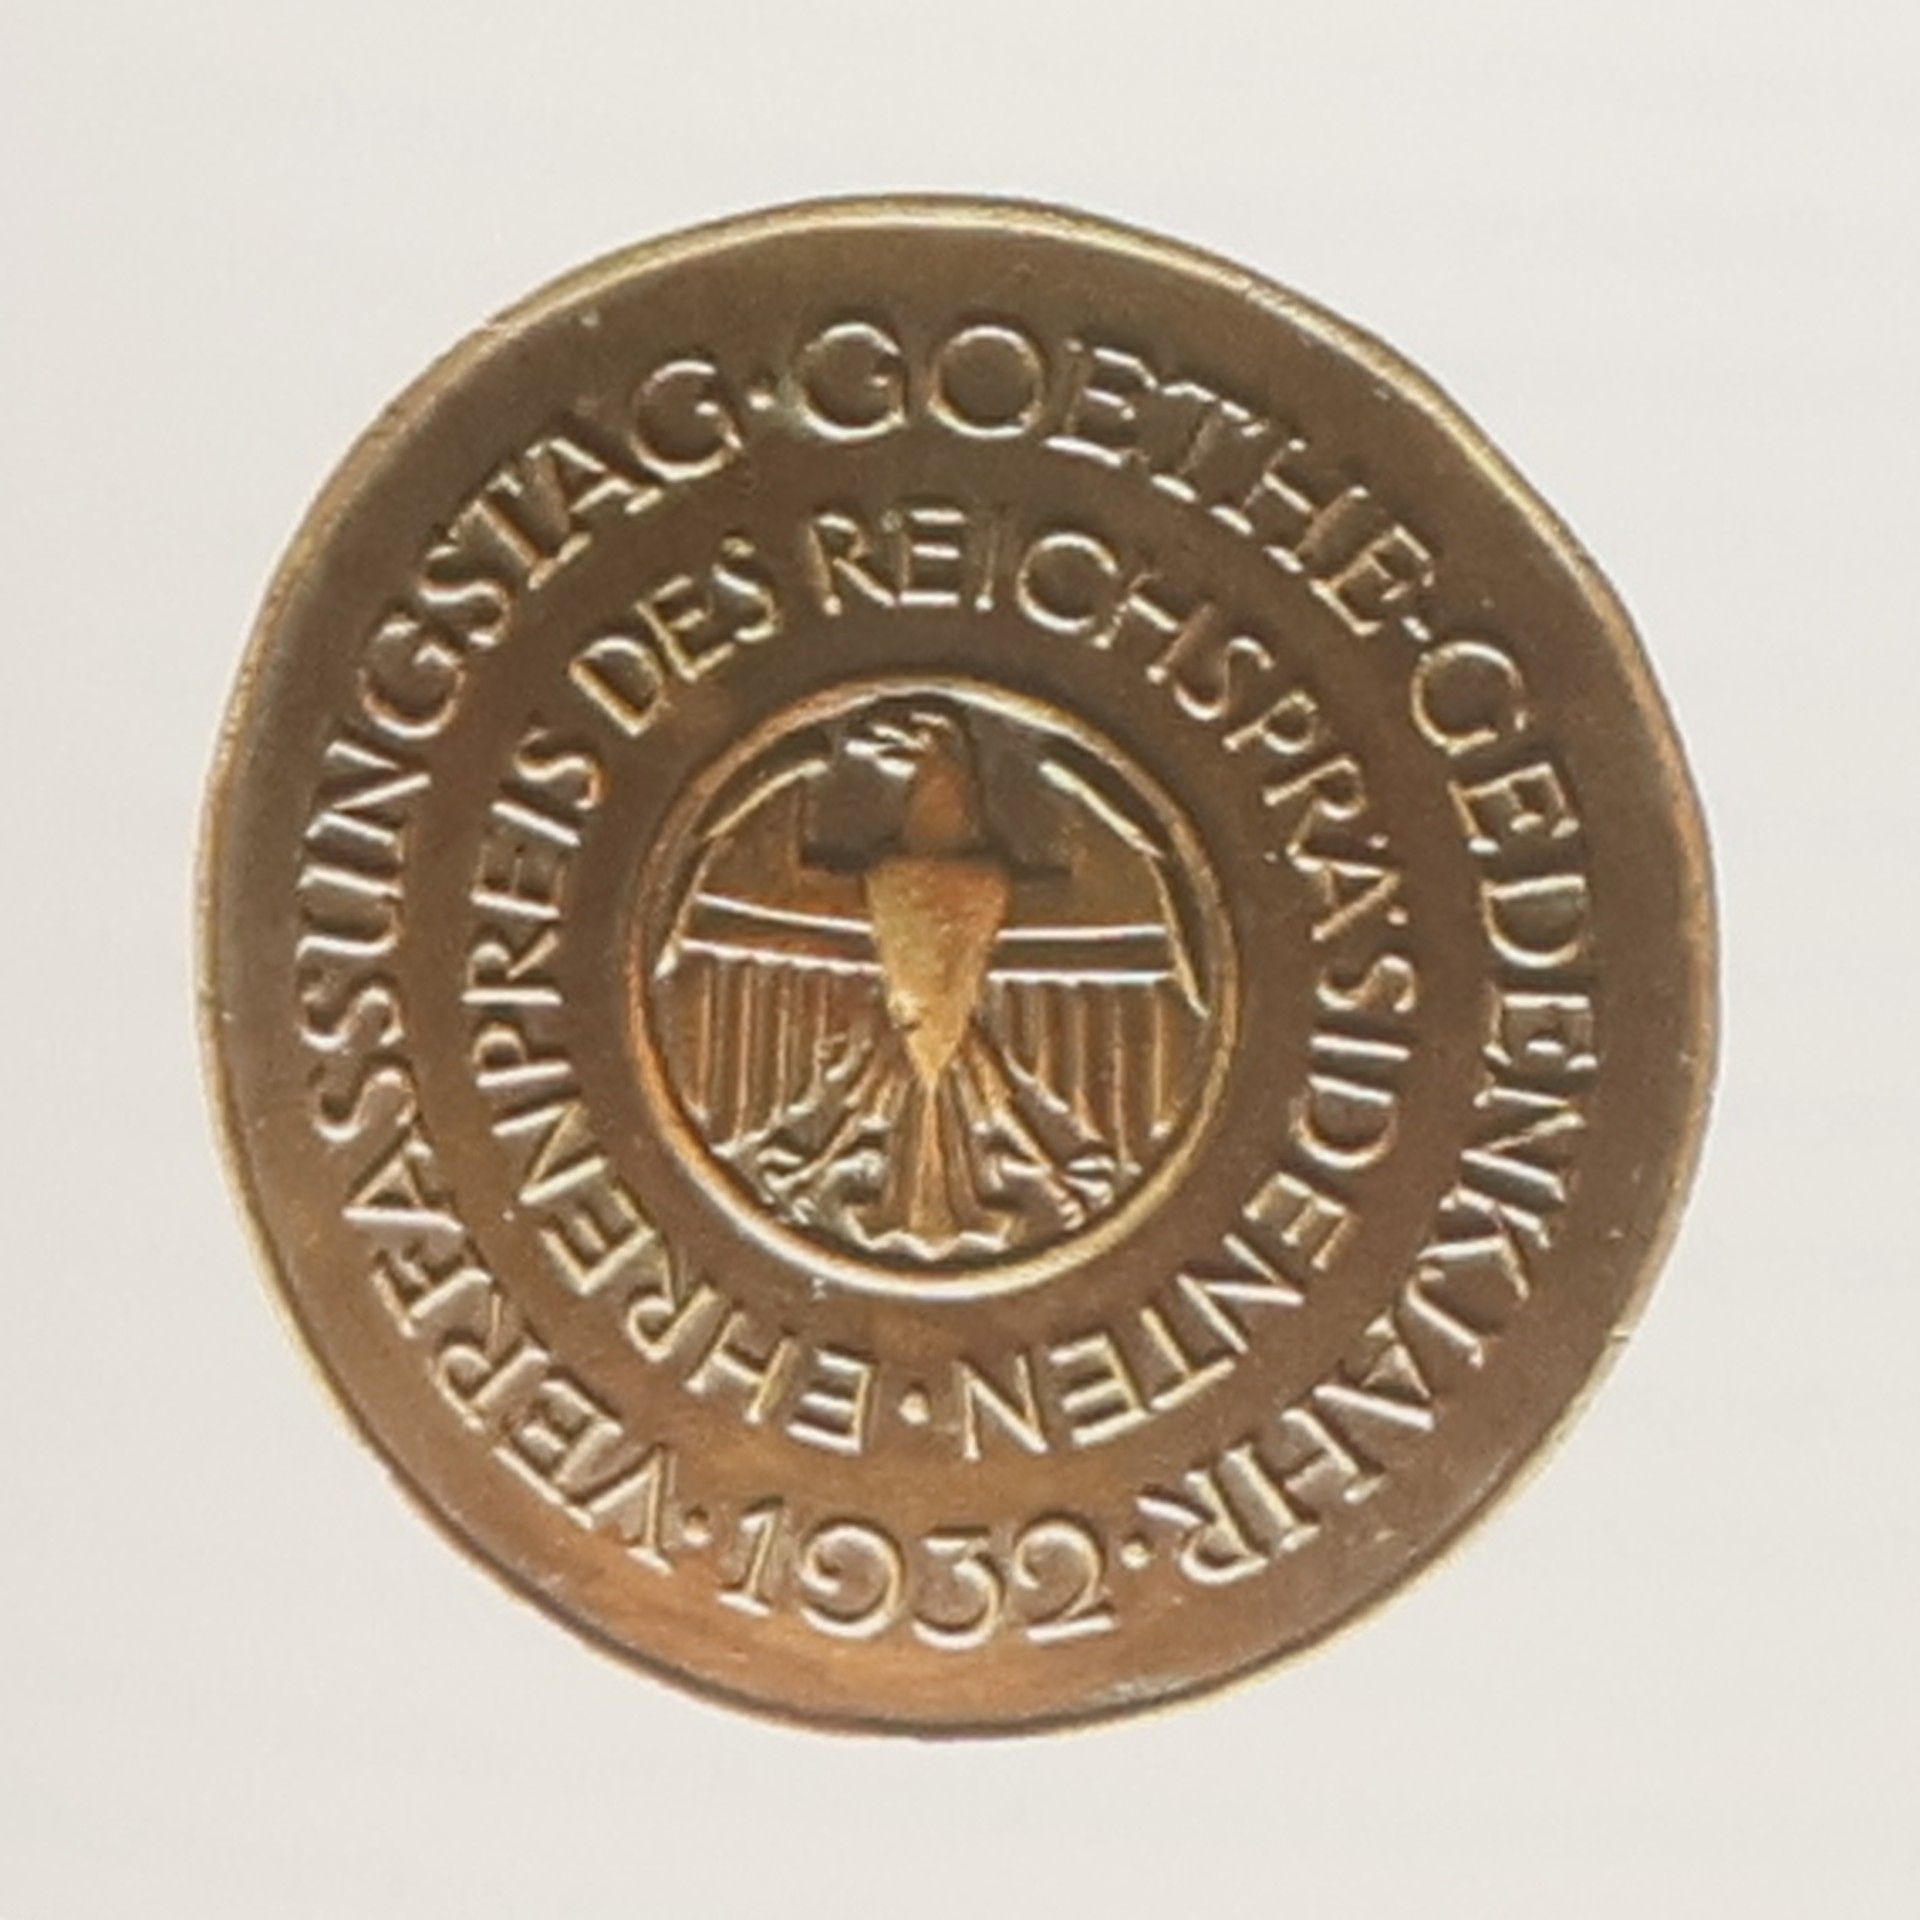 VERFASSUNGSTAG · GOETHE-GEDENKJAHR · 1932 ·
EHRENPREIS DES REICHSPRÄSIDENTEN ·